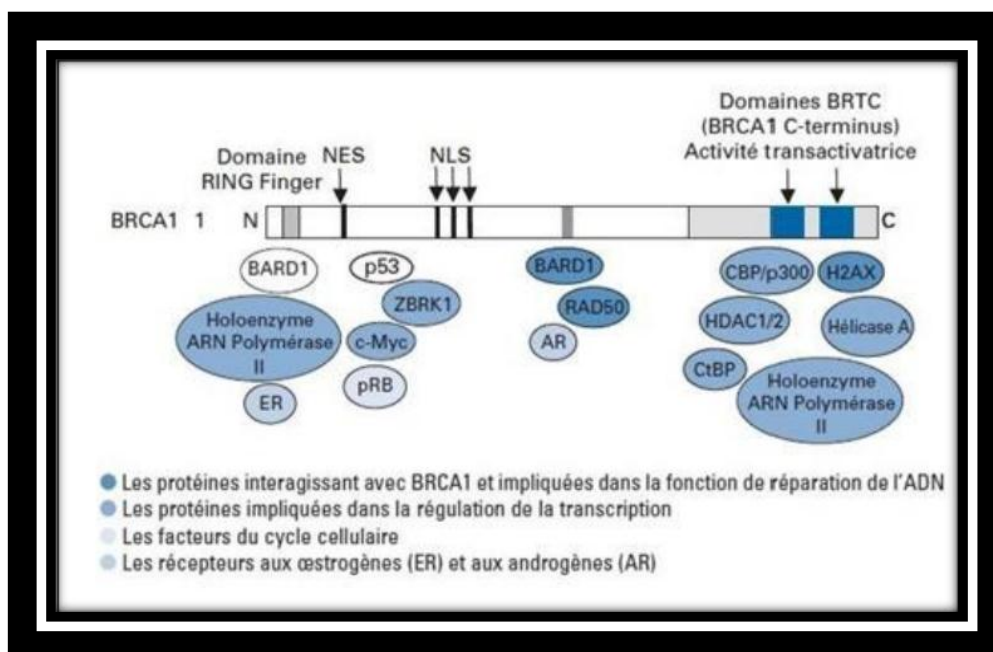 Domaines BRTC
(BRCA1 C-terminus)
Activité transactivatrice
Domaine NES NLS
RING Finger
BRCA1 1 N C
BARD1 p53 BARD1 CBP/p300 H2AX
ZBRK1 RAD50
Holoenzyme
ARN Polymérase
II
c-Myc AR HDAC1/2 Hélicase A
pRB CtBP
ER
Holoenzyme
ARN Polymérase
II
Les protéines interagissant avec BRCA1 et impliquées dans la fonction de réparation de l'ADN
Les protéines impliquées dans la régulation de la transcription
Les facteurs du cycle cellulaire
Les récepteurs aux œstrogènes (ER) et aux androgènes (AR)